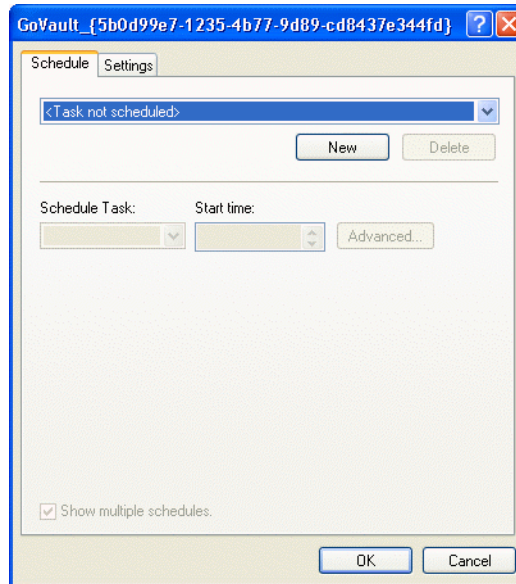 GoVault_{5b0d99e7-1235-4b77-9d89-cd8437e344fd}
Schedule Settings
<Task not scheduled>
New Delete
Schedule Task: Start time:
Advanced...
Show multiple schedules.
OK Cancel